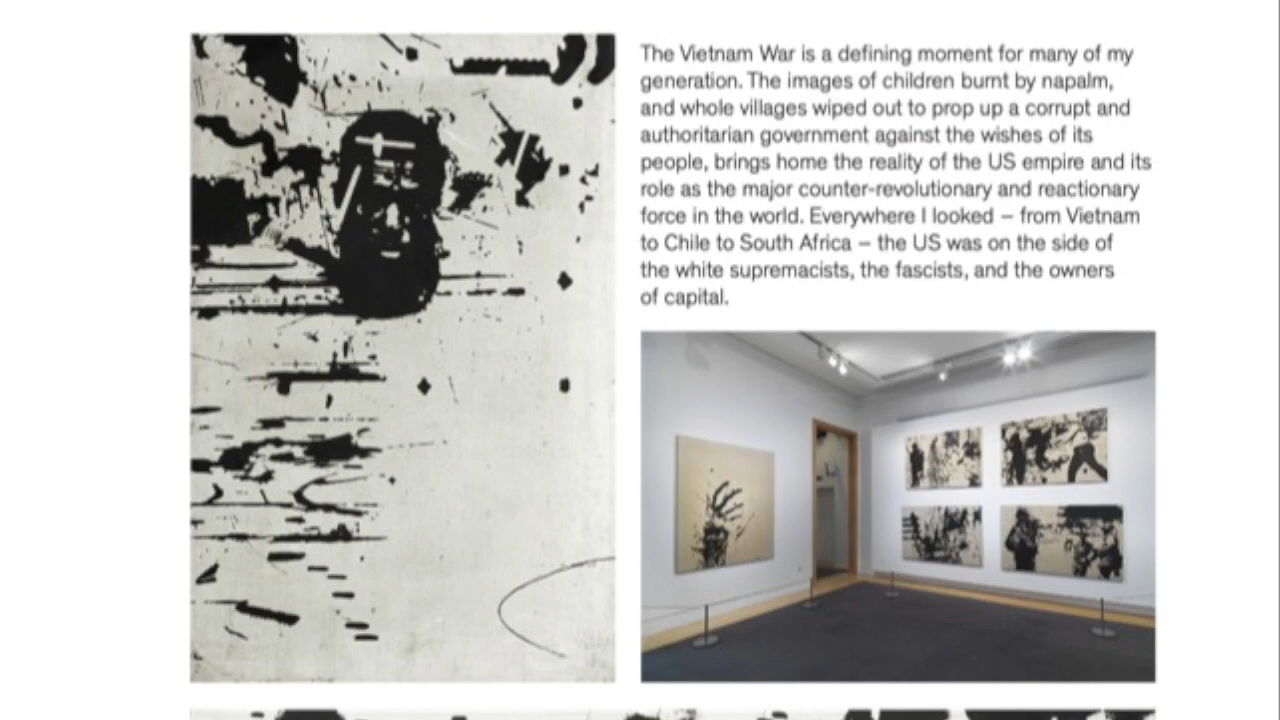 The Vietnam War is a defining moment for many of my
generation. The images of children burnt by napalm,
and whole villages wiped out to prop up a corrupt and
authoritarian government against the wishes of its
people, brings home the reality of the US empire and its
role as the major counter-revolutionary and reactionary
force in the world. Everywhere I looked – from Vietnam
to Chile to South Africa – the US was on the side of
the white supremacists, the fascists, and the owners
of capital.